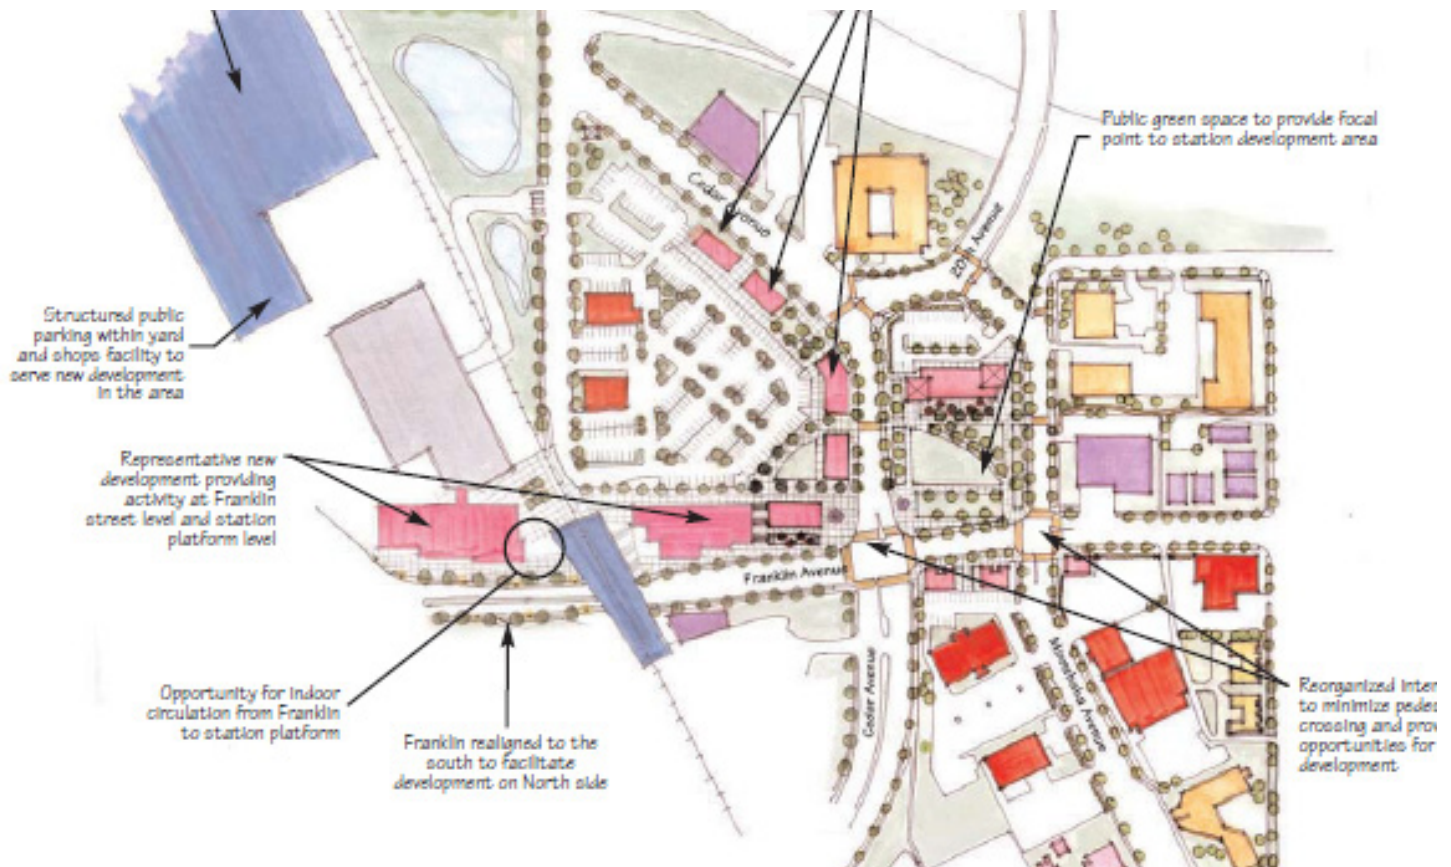 Public green space to provide focal
point to station development area
Cedar Avenue
20th Avenue
Structured public
parking within yard
and shops facility to
serve new development
in the area
Representative new
development providing
activity at Franklin
street level and station
platform level
Franklin Avenue
Cedar Avenue
Minnehaha Avenue
Opportunity for indoor
circulation from Franklin
to station platform
Franklin realigned to the
south to facilitate
development on North side
Reorganized inter
to minimize pedes
crossing and prov
opportunities for
development